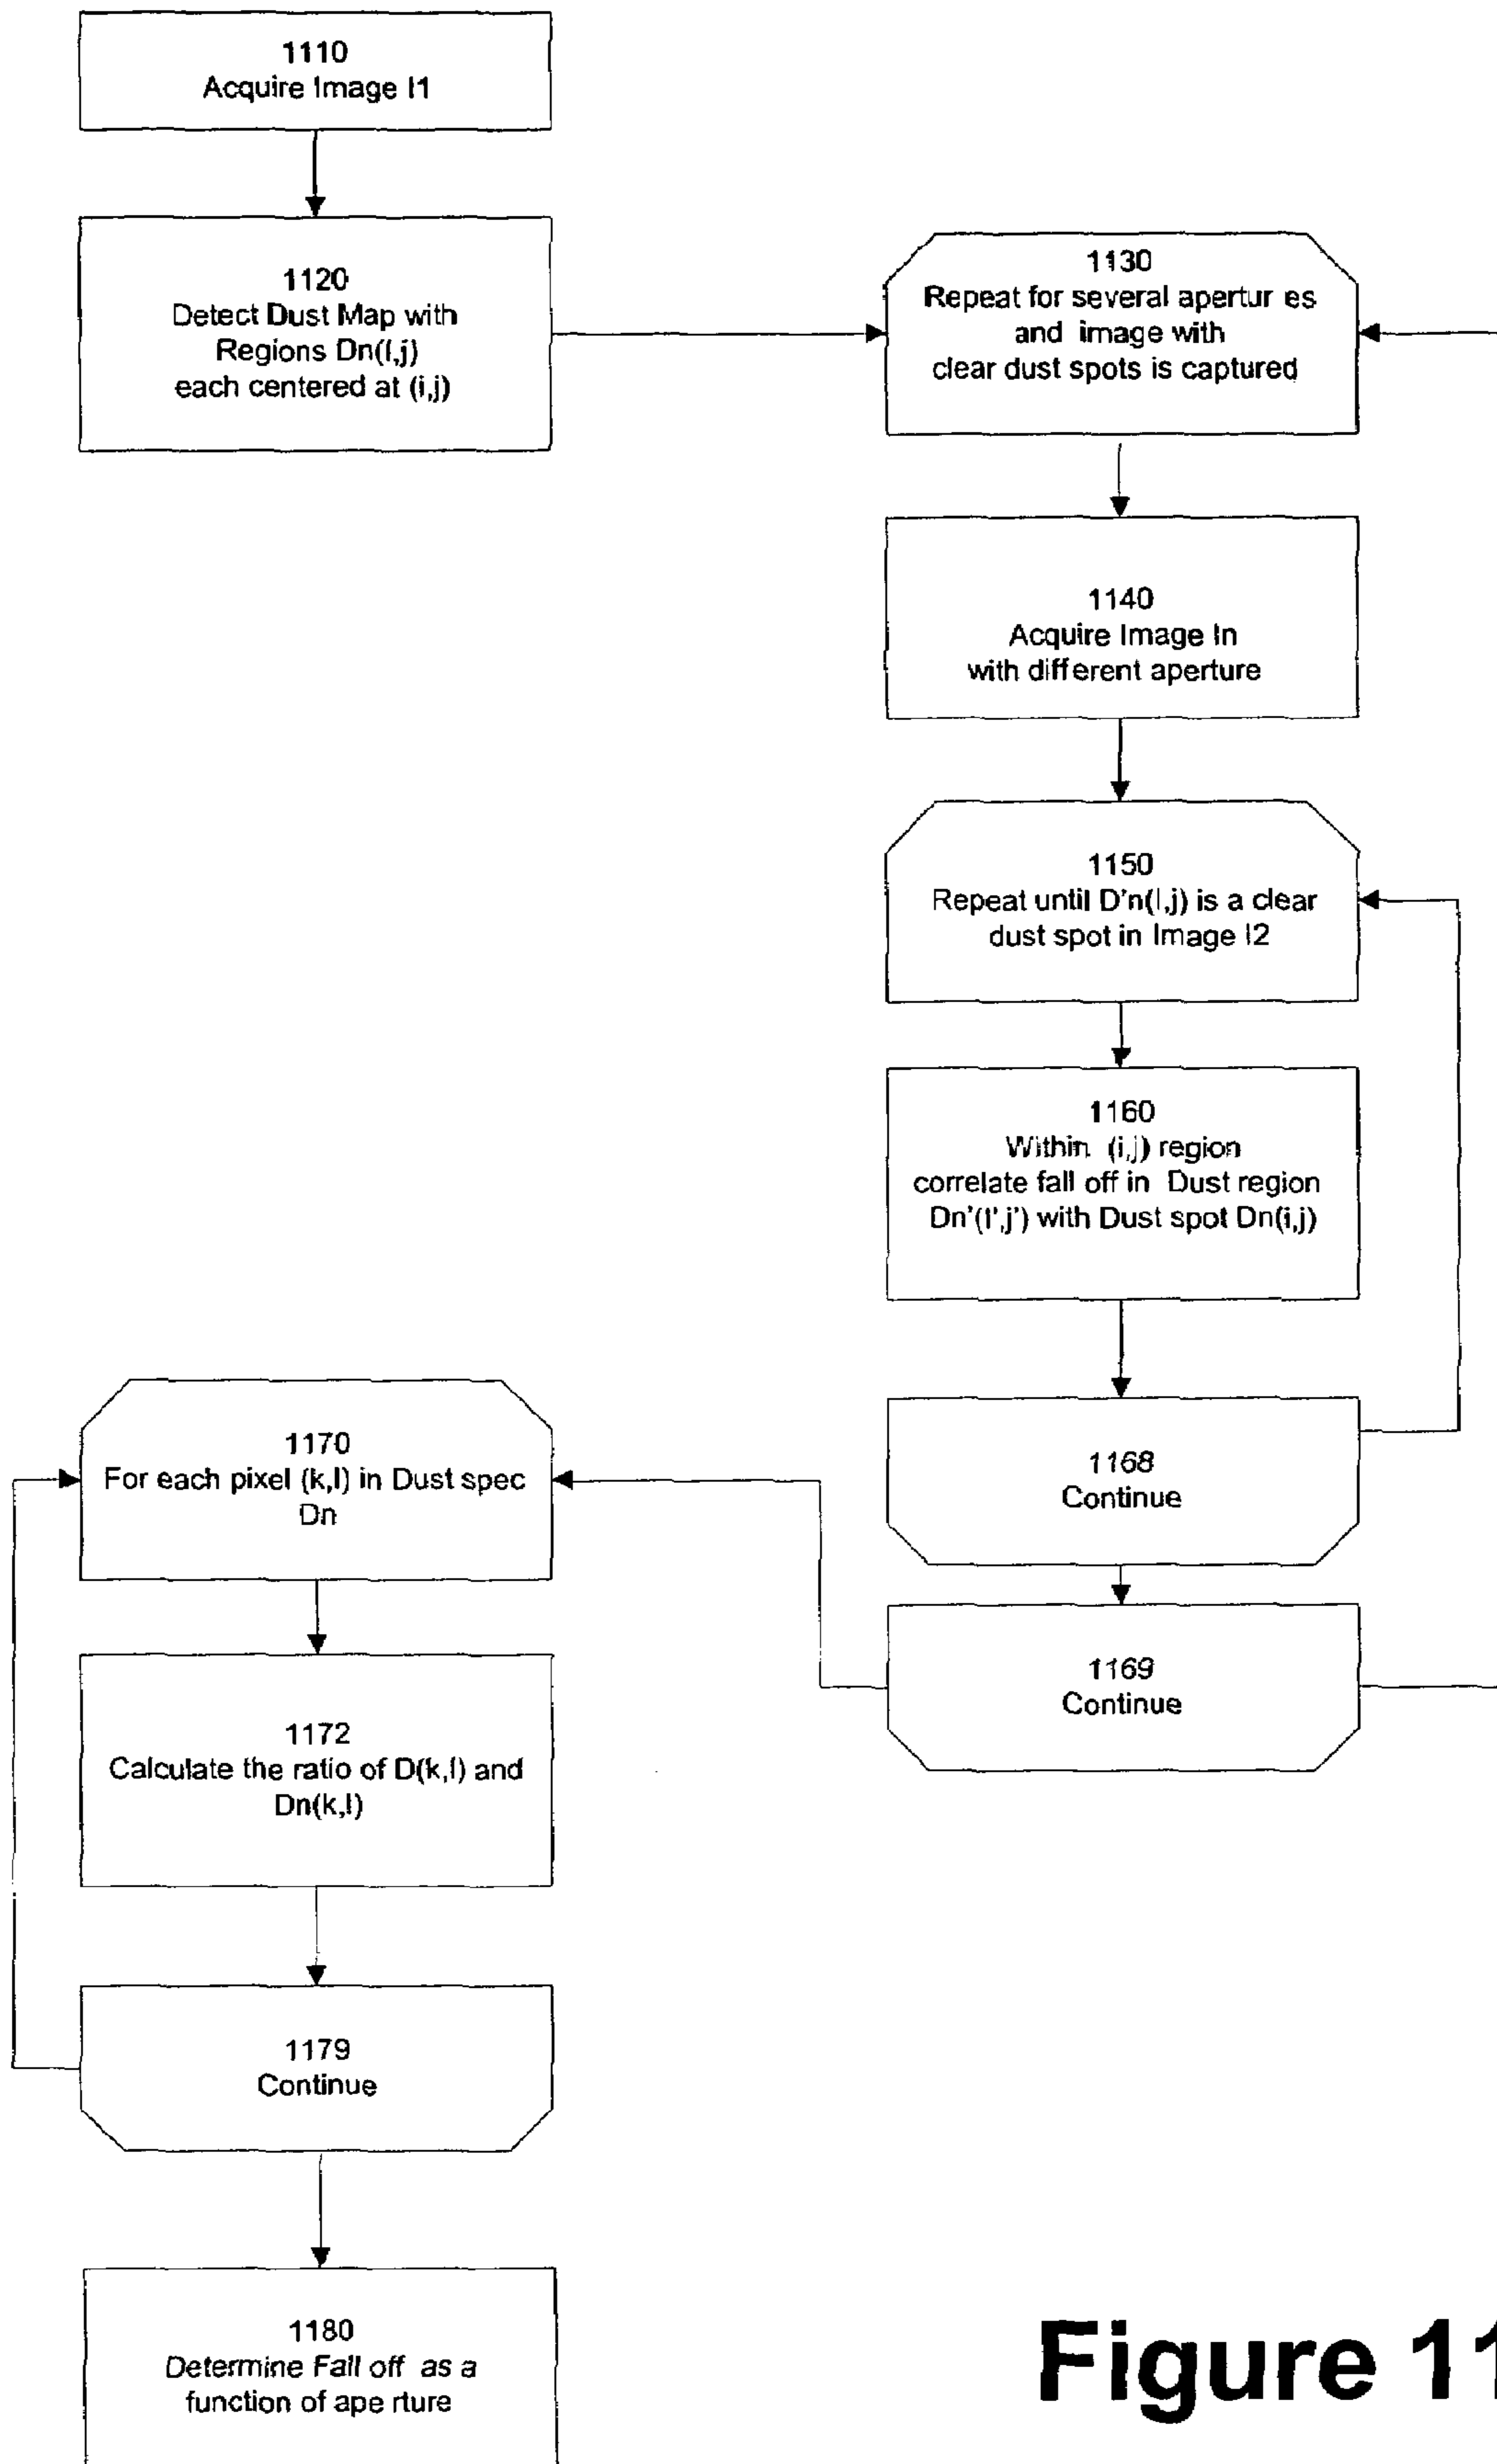 1110
Acquire Image I1
1120
Detect Dust Map with
Regions Dn(I,j)
each centered at (i,j)
1130
Repeat for several apertur es
and image with
clear dust spots is captured
1140
Acquire Image In
with different aperture
1150
Repeat until D'n(I,j) is a clear
dust spot in Image I2
1160
Within (i,j) region
correlate fall off in Dust region
Dn'(I',j') with Dust spot Dn(i,j)
1168
Continue
1169
Continue
1170
For each pixel (k,l) in Dust spec
Dn
1172
Calculate the ratio of D(k,l) and
Dn(k,l)
1179
Continue
1180
Determine Fall off as a
function of ape rture
Figure 11